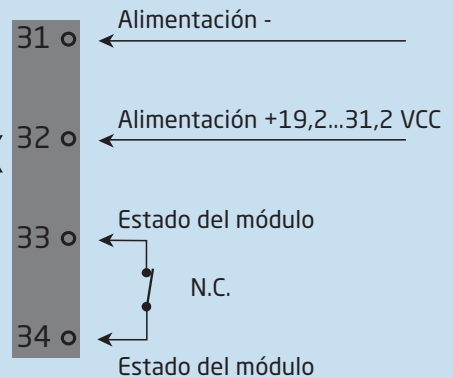 Alimentación -
31
Alimentación +19,2...31,2 VCC
32
Estado del módulo
33
N.C.
34
Estado del módulo